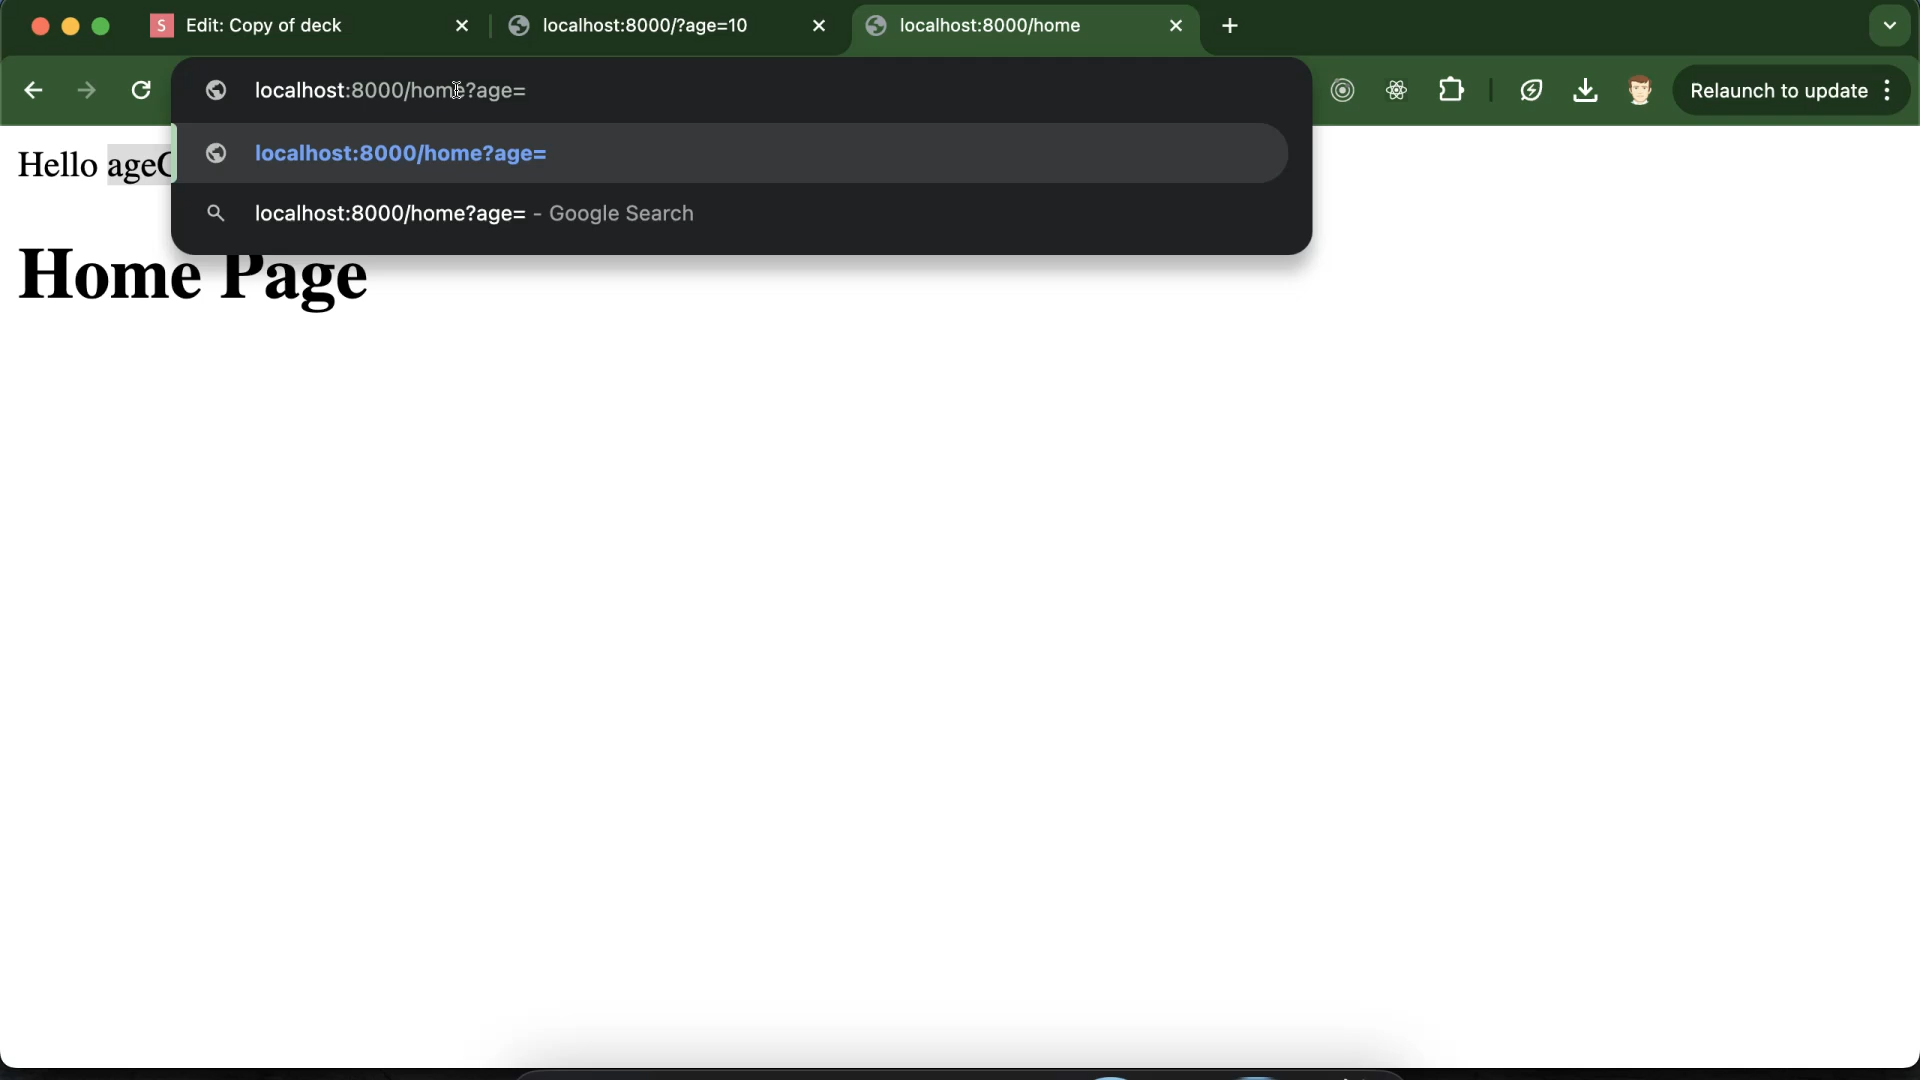 S Edit: Copy of deck
localhost:8000/?age=10
localhost:8000/home
localhost:8000/home?age=
Relaunch to update
localhost:8000/home?age=
localhost:8000/home?age= - Google Search
Hello age
Home Page